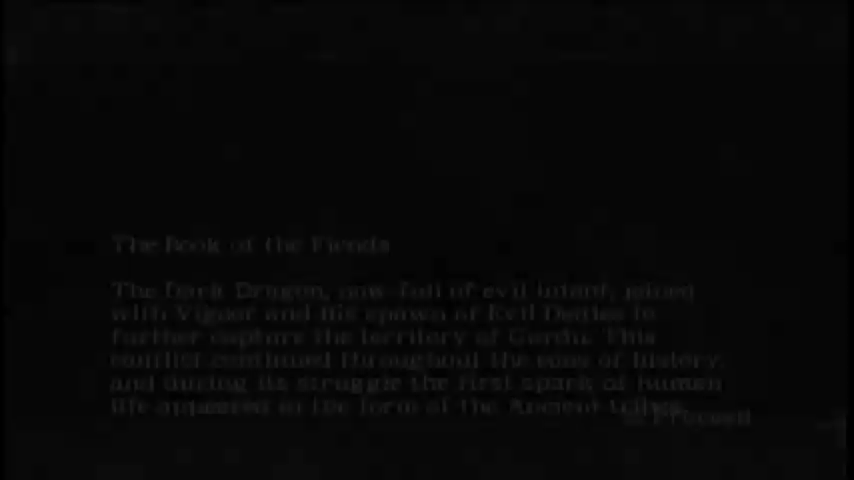 The Book of the Fiends
The Dark Dragon, now full of evil intent, joined
with Vigoor and his spawn of Evil Deities to
further capture the territory of This
conflict continued throughout the eons of history,
and during its struggle the first spark of human
life appeared in the form of the Ancient tribes.
Proceed